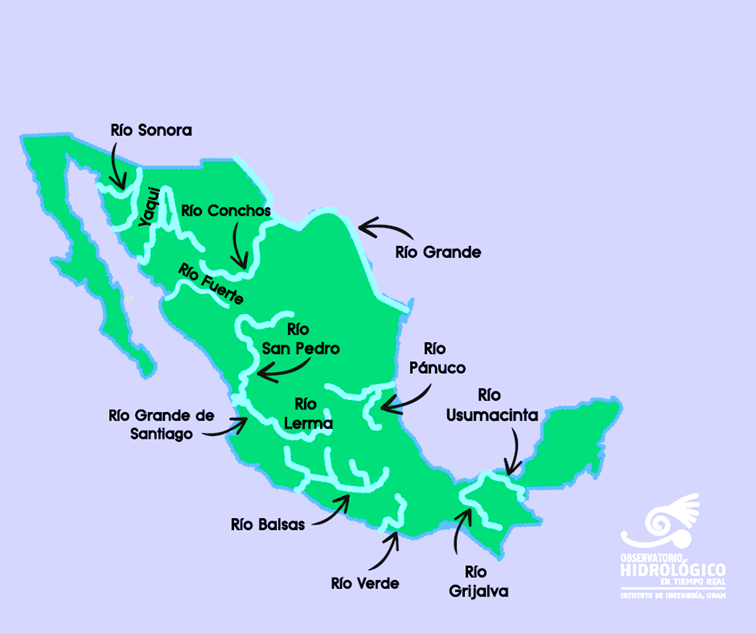 Río Sonora
Yaqui
Río Conchos
Río Grande
Río Fuerte
Río
San Pedro
Río
Pánuco
Río
Usumacinta
Río Grande de
Santiago
Río
Lerma
Río Balsas
Río Verde
Río
Grijalva
OBSERVATORIO
HIDROLÓGICO
EN TIEMPO REAL
INSTITUTO DE INGENIERÍA, UNAM